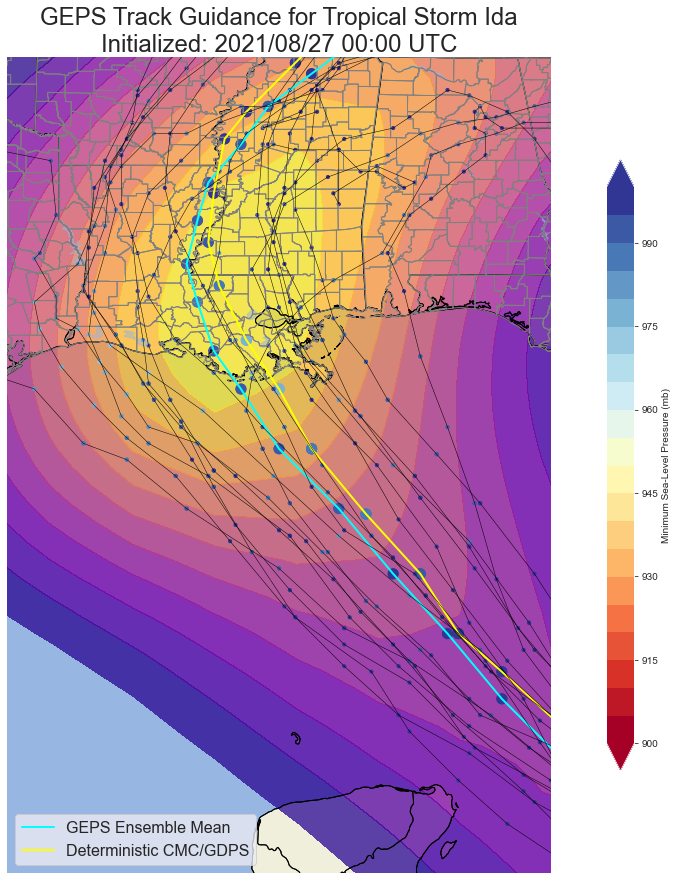 GEPS Track Guidance for Tropical Storm Ida
Initialized: 2021/08/27 00:00 UTC
990
975
960
945
930
915
900
Minimum Sea-Level Pressure (mb)
GEPS Ensemble Mean
Deterministic CMC/GDPS